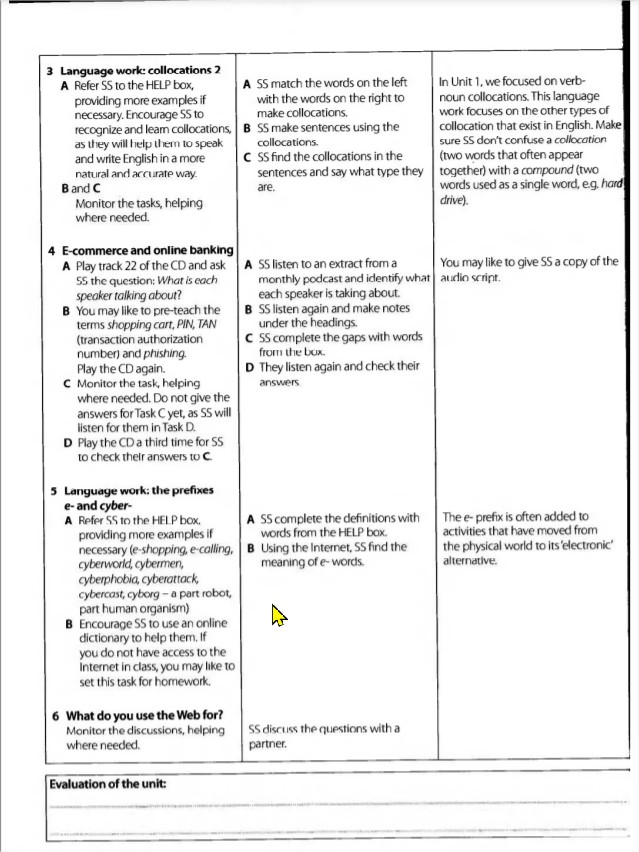 3 Language work: collocations 2
A Refer SS to the HELP box,
providing more examples if
necessary. Encourage SS to
recognize and learn collocations,
as they will help them to speak
and write English in a more
natural and accurate way.
B and C
Monitor the tasks, helping
where needed.
A SS match the words on the left
with the words on the right to
make collocations.
B SS make sentences using the
collocations.
C SS find the collocations in the
sentences and say what type they
are.
In Unit 1, we focused on verb-
noun collocations. This language
work focuses on the other types of
collocation that exist in English. Make
sure SS don't confuse a collocation
(two words that often appear
together) with a compound (two
words used as a single word, e.g. hard
drive).
4 E-commerce and online banking
A Play track 22 of the CD and ask
SS the question: What is each
speaker talking about?
B You may like to pre-teach the
terms shopping cart, PIN, TAN
(transaction authorization
number) and phishing.
Play the CD again.
C Monitor the task, helping
where needed. Do not give the
answers for Task C yet, as SS will
listen for them in Task D.
D Play the CD a third time for SS
to check their answers to C.
A SS listen to an extract from a
monthly podcast and identify what
each speaker is taking about.
B SS listen again and make notes
under the headings.
C SS complete the gaps with words
from the box.
D They listen again and check their
answers
You may like to give SS a copy of the
audio script.
5 Language work: the prefixes
e- and cyber-
A Refer SS to the HELP box,
providing more examples if
necessary (e-shopping, e-calling,
cyberworld, cybermen,
cyberphobia, cyberattack,
cybercast, cyborg – a part robot,
part human organism)
B Encourage SS to use an online
dictionary to help them. If
you do not have access to the
Internet in class, you may like to
set this task for homework.
A SS complete the definitions with
words from the HELP box.
B Using the Internet, SS find the
meaning of e- words.
The e- prefix is often added to
activities that have moved from
the physical world to its 'electronic'
alternative.
6 What do you use the Web for?
Monitor the discussions, helping
where needed.
SS discuss the questions with a
partner.
Evaluation of the unit: